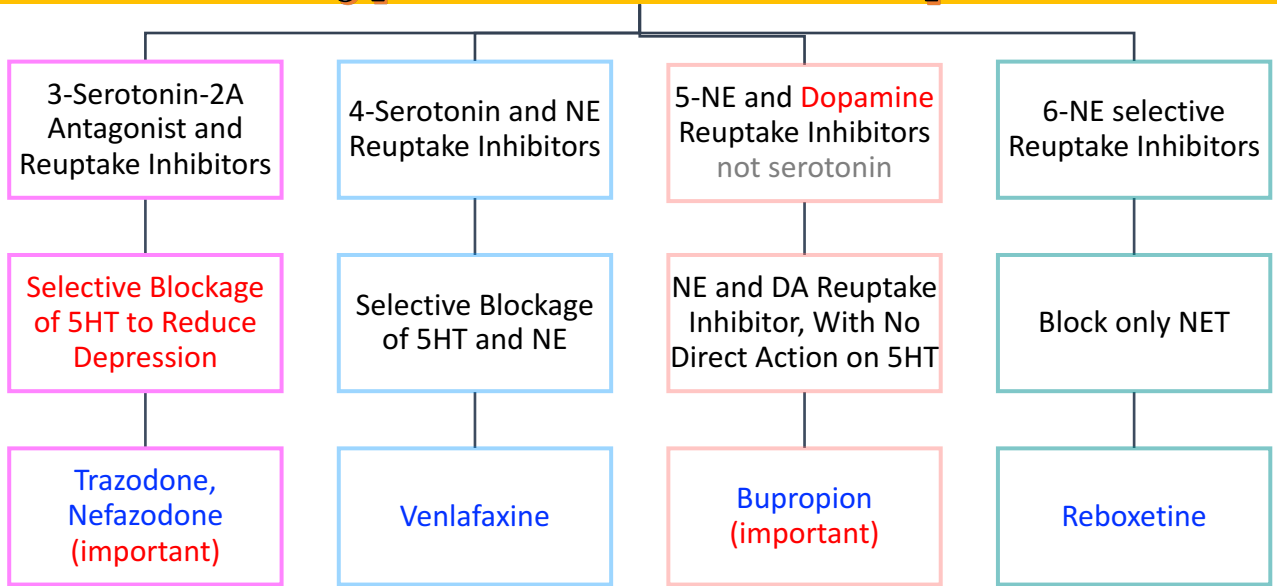 3-Serotonin-2A
Antagonist and
Reuptake Inhibitors
4-Serotonin and NE
Reuptake Inhibitors
5-NE and Dopamine
Reuptake Inhibitors
not serotonin
6-NE selective
Reuptake Inhibitors
Selective Blockage
of 5HT to Reduce
Depression
Selective Blockage
of 5HT and NE
NE and DA Reuptake
Inhibitor, With No
Direct Action on 5HT
Block only NET
Trazodone,
Nefazodone
(important)
Venlafaxine
Bupropion
(important)
Reboxetine